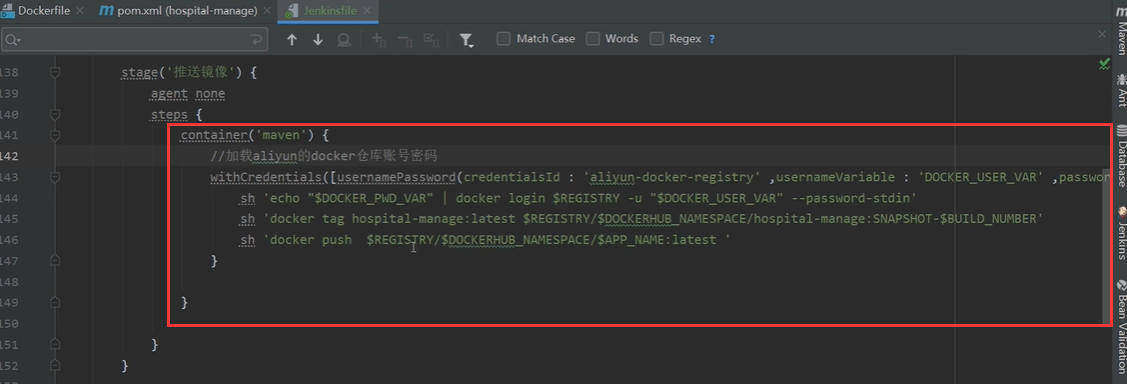 Dockerfile × pom.xml (hospital-manage) × Jenkinsfile ×
Match Case Words Regex ?
138 stage('推送镜像') {
139 agent none
140 steps {
141 container('maven') {
142 //加载aliyun的docker仓库账号密码
143 withCredentials([usernamePassword(credentialsId : 'aliyun-docker-registry' ,usernameVariable : 'DOCKER_USER_VAR' ,passwor
144 sh 'echo "$DOCKER_PWD_VAR" | docker login $REGISTRY -u "$DOCKER_USER_VAR" --password-stdin'
145 sh 'docker tag hospital-manage:latest $REGISTRY/$DOCKERHUB_NAMESPACE/hospital-manage:SNAPSHOT-$BUILD_NUMBER'
146 sh 'docker push  $REGISTRY/$DOCKERHUB_NAMESPACE/$APP_NAME:latest '
147 }
148
149 }
150
151 }
152 }
Maven
Ant
Database
Jenkins
Bean Validation